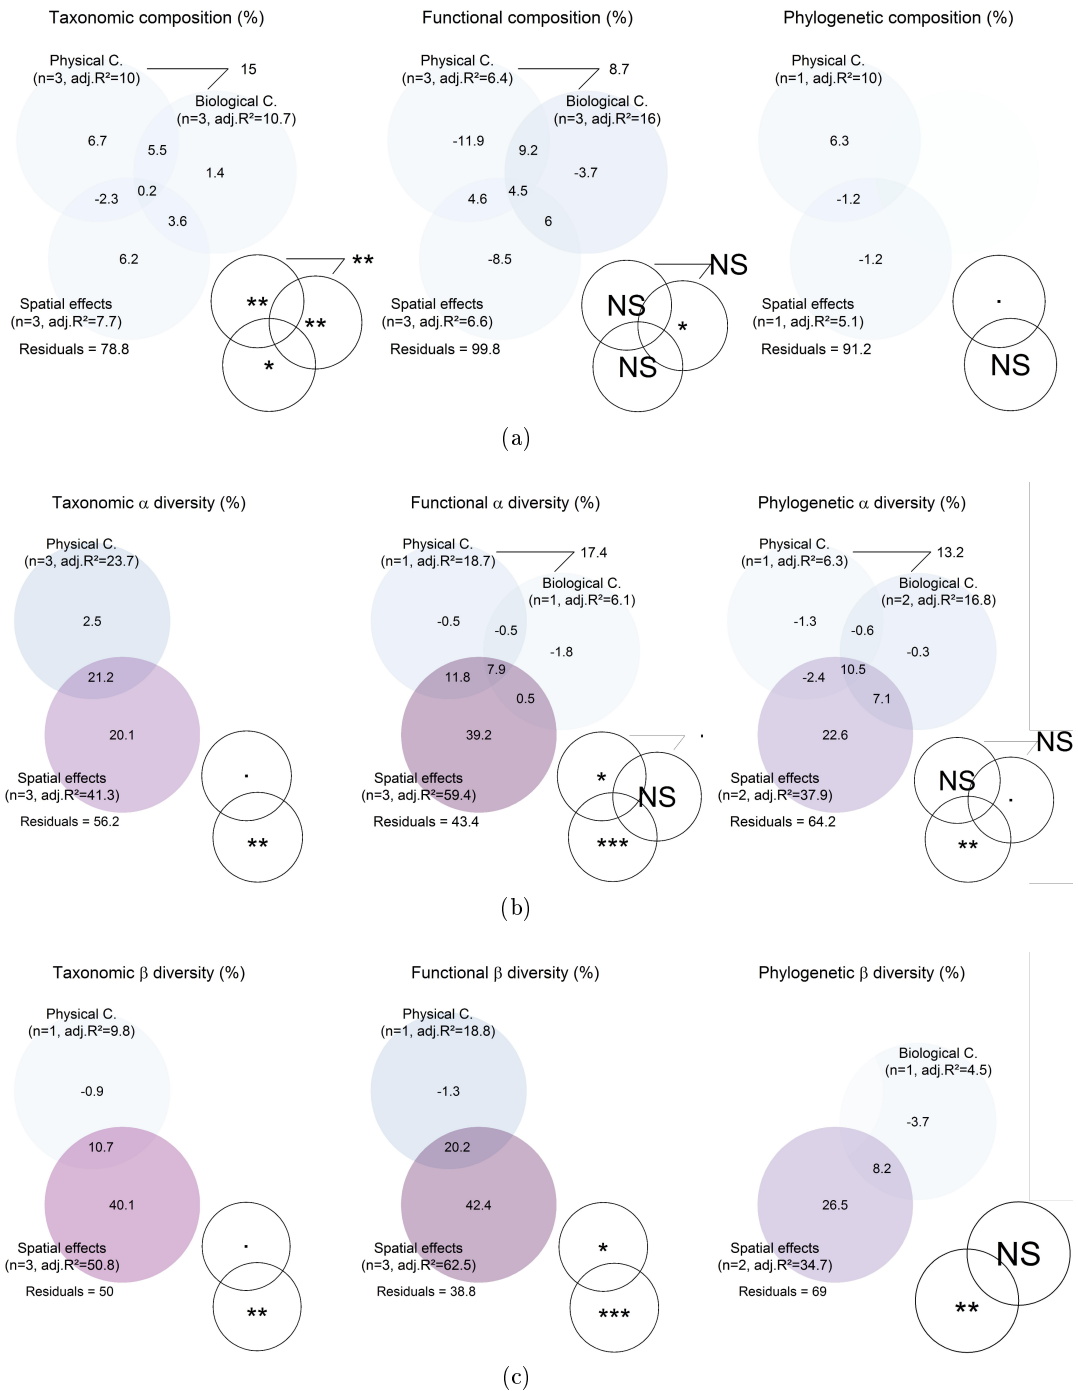 Taxonomic composition (%)
Physical C.
(n=3, adj.R²=10)
15
Biological C.
(n=3, adj.R²=10.7)
6.7
5.5
1.4
0.2
-2.3
3.6
6.2
**
**
**
*
Spatial effects
(n=3, adj.R²=7.7)
Residuals = 78.8
Functional composition (%)
Physical C.
(n=3, adj.R²=6.4)
8.7
Biological C.
(n=3, adj.R²=16)
-11.9
9.2
-3.7
4.5
4.6
6
-8.5
NS
NS
*
NS
Spatial effects
(n=3, adj.R²=6.6)
Residuals = 99.8
Phylogenetic composition (%)
Physical C.
(n=1, adj.R²=10)
6.3
-1.2
-1.2
.
NS
Spatial effects
(n=1, adj.R²=5.1)
Residuals = 91.2
(a)
Taxonomic α diversity (%)
Physical C.
(n=3, adj.R²=23.7)
2.5
21.2
20.1
.
**
Spatial effects
(n=3, adj.R²=41.3)
Residuals = 56.2
Functional α diversity (%)
Physical C.
(n=1, adj.R²=18.7)
17.4
Biological C.
(n=1, adj.R²=6.1)
-0.5
-0.5
-1.8
7.9
11.8
0.5
39.2
.
*
NS
***
Spatial effects
(n=3, adj.R²=59.4)
Residuals = 43.4
Phylogenetic α diversity (%)
Physical C.
(n=1, adj.R²=6.3)
13.2
Biological C.
(n=2, adj.R²=16.8)
-1.3
-0.6
-0.3
10.5
-2.4
7.1
22.6
NS
NS
.
**
Spatial effects
(n=2, adj.R²=37.9)
Residuals = 64.2
(b)
Taxonomic β diversity (%)
Physical C.
(n=1, adj.R²=9.8)
-0.9
10.7
40.1
.
**
Spatial effects
(n=3, adj.R²=50.8)
Residuals = 50
Functional β diversity (%)
Physical C.
(n=1, adj.R²=18.8)
-1.3
20.2
42.4
*
***
Spatial effects
(n=3, adj.R²=62.5)
Residuals = 38.8
Phylogenetic β diversity (%)
Biological C.
(n=1, adj.R²=4.5)
-3.7
8.2
26.5
NS
**
Spatial effects
(n=2, adj.R²=34.7)
Residuals = 69
(c)